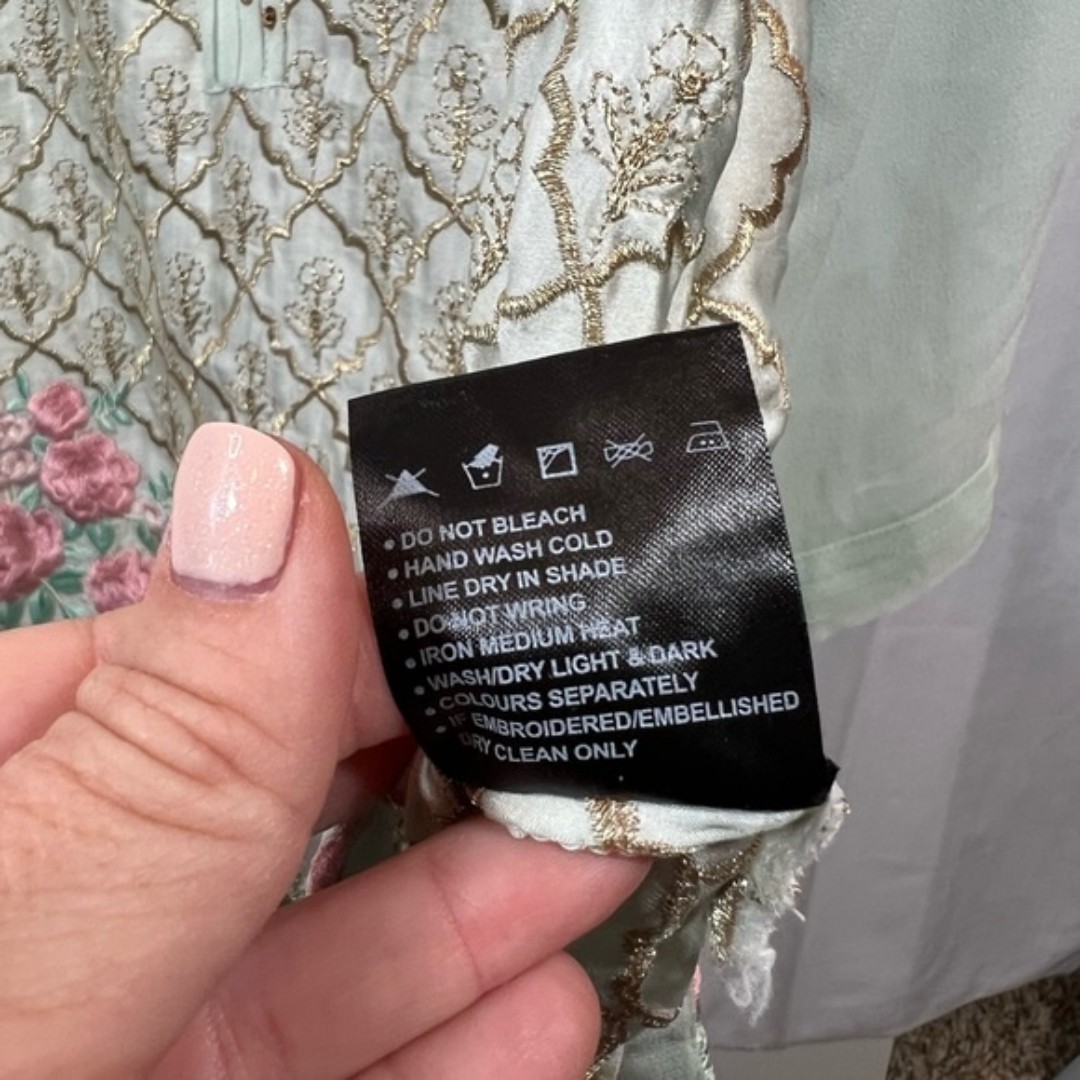 • DO NOT BLEACH
• HAND WASH COLD
• LINE DRY IN SHADE
• DO NOT WRING
• IRON MEDIUM HEAT
• WASH/DRY LIGHT & DARK
• COLOURS SEPARATELY
• IF EMBROIDERED/EMBELLISHED
DRY CLEAN ONLY